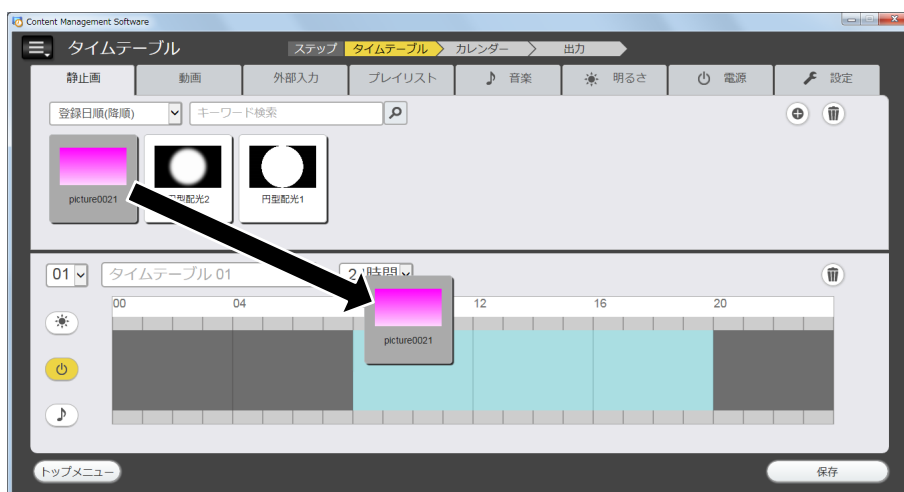 Content Management Software
タイムテーブル
ステップ タイムテーブル カレンダー 出力
静止画 動画 外部入力 プレイリスト 音楽 明るさ 電源 設定
登録日順(降順) キーワード検索
picture0021 円型配光2 円型配光1
01 タイムテーブル 01 24時間
00 04 12 16 20
picture0021
トップメニュー 保存